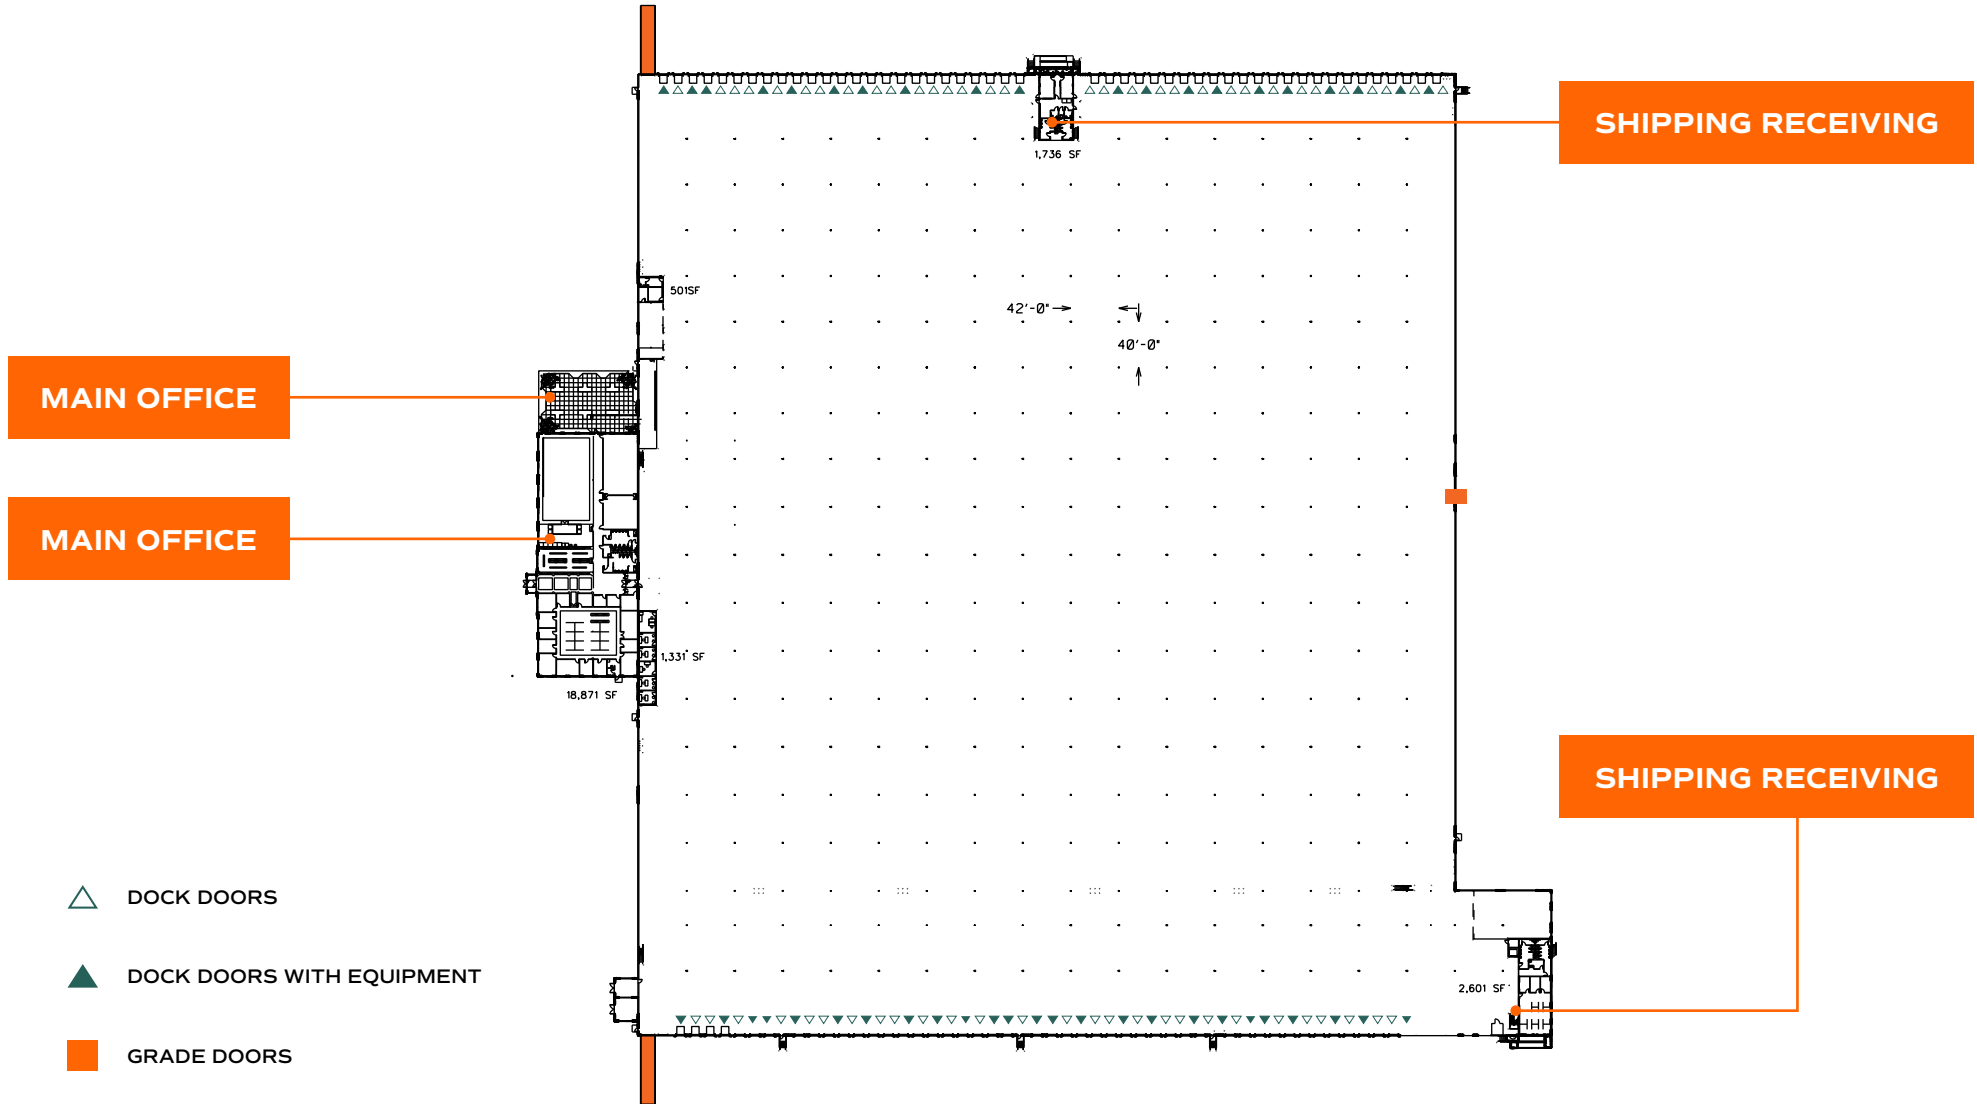 SHIPPING RECEIVING
1,736 SF
501SF
42'-0"
40'-0"
MAIN OFFICE
MAIN OFFICE
1,331 SF
18,871 SF
SHIPPING RECEIVING
DOCK DOORS
DOCK DOORS WITH EQUIPMENT
2,601 SF
GRADE DOORS